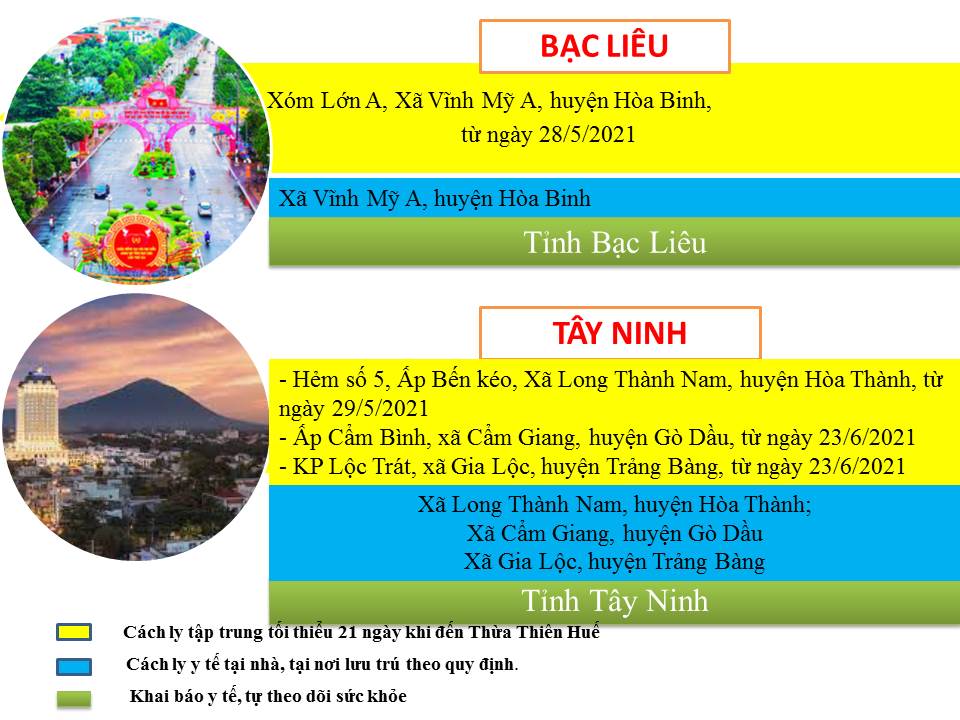 BẠC LIÊU
Xóm Lớn A, Xã Vĩnh Mỹ A, huyện Hòa Binh,
từ ngày 28/5/2021
Xã Vĩnh Mỹ A, huyện Hòa Binh
Tỉnh Bạc Liêu
TÂY NINH
- Hẻm số 5, Ấp Bến kéo, Xã Long Thành Nam, huyện Hòa Thành, từ
ngày 29/5/2021
- Ấp Cẩm Bình, xã Cẩm Giang, huyện Gò Dầu, từ ngày 23/6/2021
- KP Lộc Trát, xã Gia Lộc, huyện Trảng Bàng, từ ngày 23/6/2021
Xã Long Thành Nam, huyện Hòa Thành;
Xã Cẩm Giang, huyện Gò Dầu
Xã Gia Lộc, huyện Trảng Bàng
Tỉnh Tây Ninh
Cách ly tập trung tối thiểu 21 ngày khi đến Thừa Thiên Huế
Cách ly y tế tại nhà, tại nơi lưu trú theo quy định.
Khai báo y tế, tự theo dõi sức khỏe